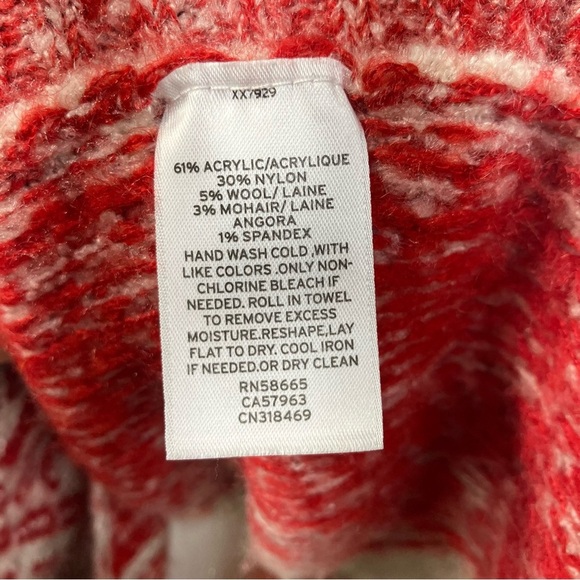 XX7929
61% ACRYLIC/ACRYLIQUE
30% NYLON
5% WOOL/ LAINE
3% MOHAIR/ LAINE
ANGORA
1% SPANDEX
HAND WASH COLD ,WITH
LIKE COLORS .ONLY NON-
CHLORINE BLEACH IF
NEEDED. ROLL IN TOWEL
TO REMOVE EXCESS
MOISTURE.RESHAPE,LAY
FLAT TO DRY. COOL IRON
IF NEEDED.OR DRY CLEAN
RN58665
CA57963
CN318469